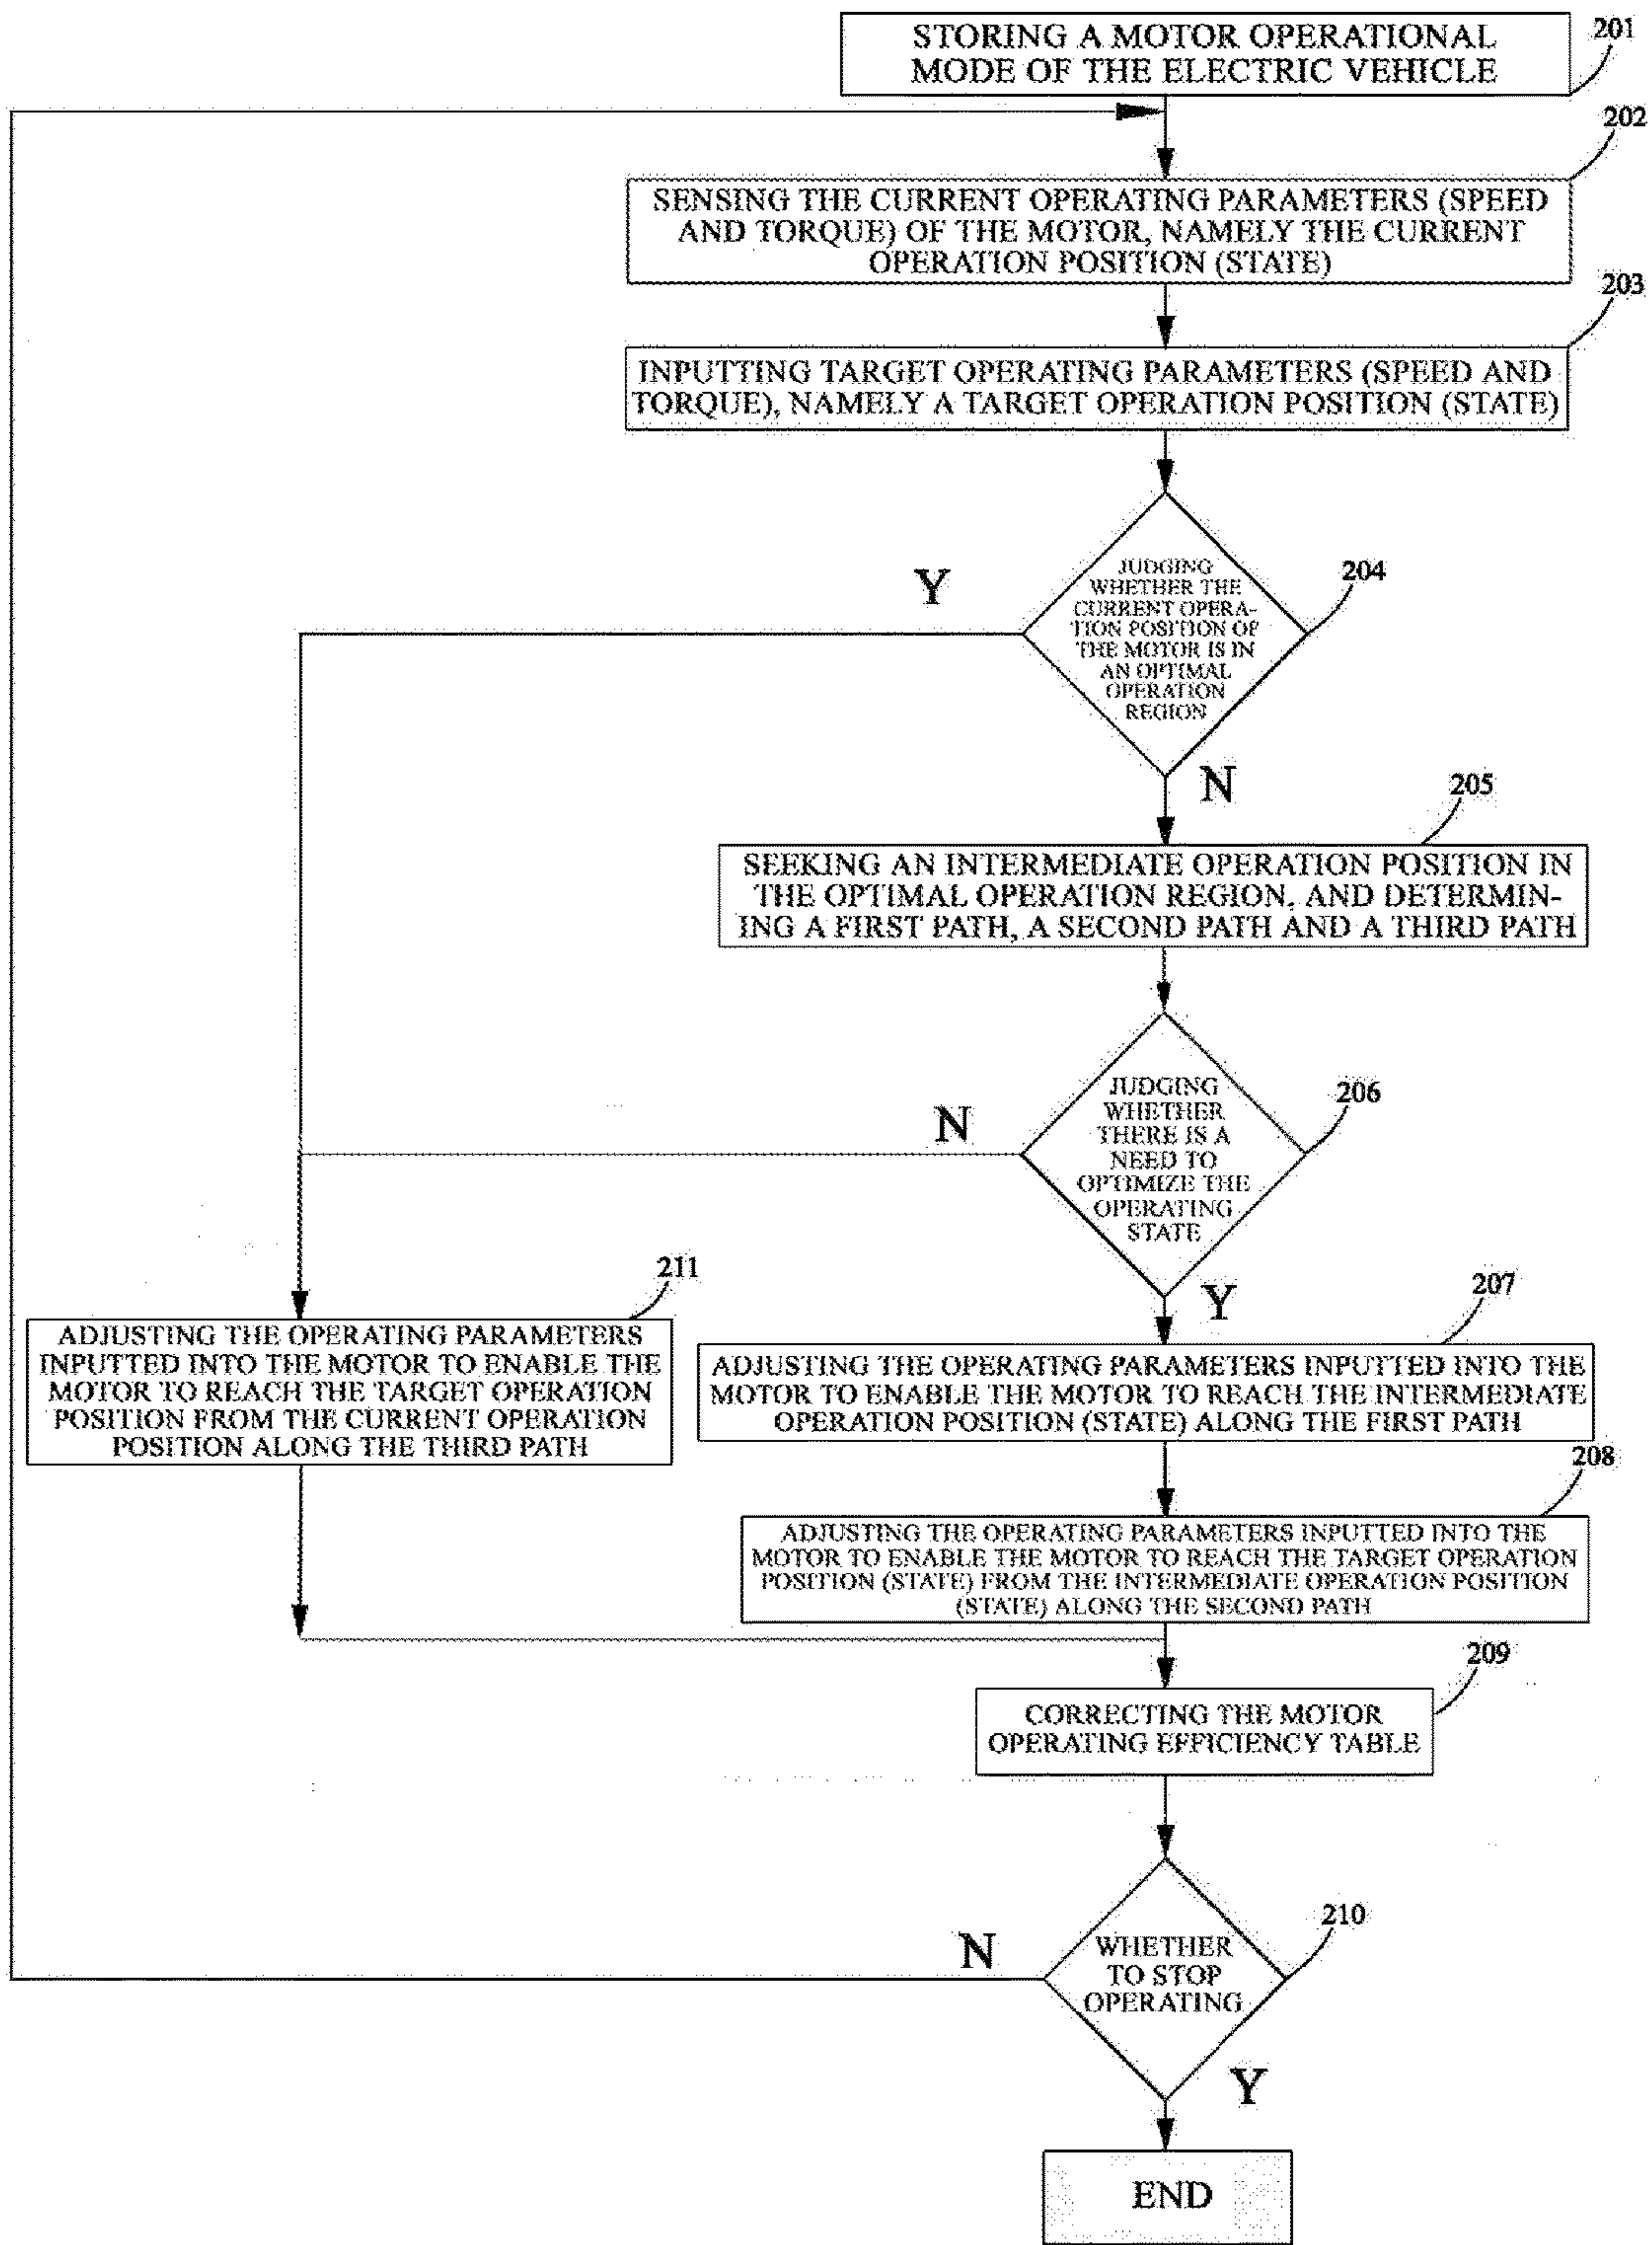 STORING A MOTOR OPERATIONAL
MODE OF THE ELECTRIC VEHICLE
201
202
SENSING THE CURRENT OPERATING PARAMETERS (SPEED
AND TORQUE) OF THE MOTOR, NAMELY THE CURRENT
OPERATION POSITION (STATE)
203
INPUTTING TARGET OPERATING PARAMETERS (SPEED AND
TORQUE), NAMELY A TARGET OPERATION POSITION (STATE)
Y
JUDGING
WHETHER THE
CURRENT OPERA-
TION POSITION OF
THE MOTOR IS IN
AN OPTIMAL
OPERATION
REGION
204
N
205
SEEKING AN INTERMEDIATE OPERATION POSITION IN
THE OPTIMAL OPERATION REGION, AND DETERMIN-
ING A FIRST PATH, A SECOND PATH AND A THIRD PATH
N
JUDGING
WHETHER
THERE IS A
NEED TO
OPTIMIZE THE
OPERATING
STATE
206
Y
211
ADJUSTING THE OPERATING PARAMETERS
INPUTTED INTO THE MOTOR TO ENABLE THE
MOTOR TO REACH THE TARGET OPERATION
POSITION FROM THE CURRENT OPERATION
POSITION ALONG THE THIRD PATH
207
ADJUSTING THE OPERATING PARAMETERS INPUTTED INTO THE
MOTOR TO ENABLE THE MOTOR TO REACH THE INTERMEDIATE
OPERATION POSITION (STATE) ALONG THE FIRST PATH
208
ADJUSTING THE OPERATING PARAMETERS INPUTTED INTO THE
MOTOR TO ENABLE THE MOTOR TO REACH THE TARGET OPERATION
POSITION (STATE) FROM THE INTERMEDIATE OPERATION POSITION
(STATE) ALONG THE SECOND PATH
209
CORRECTING THE MOTOR
OPERATING EFFICIENCY TABLE
N
WHETHER
TO STOP
OPERATING
210
Y
END